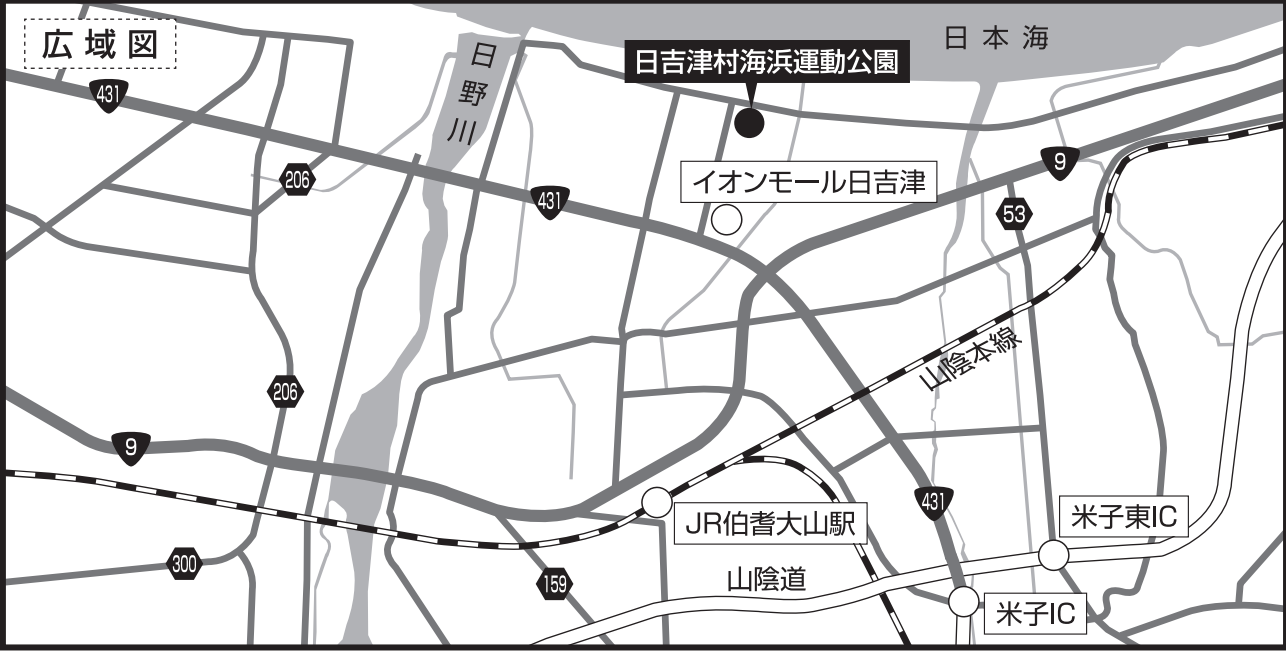 広域図
431
日野川
日本海
日吉津村海浜運動公園
206
イオンモール日吉津
431
9
53
206
山陰本線
9
431
JR伯耆大山駅
米子東IC
300
159
山陰道
米子IC